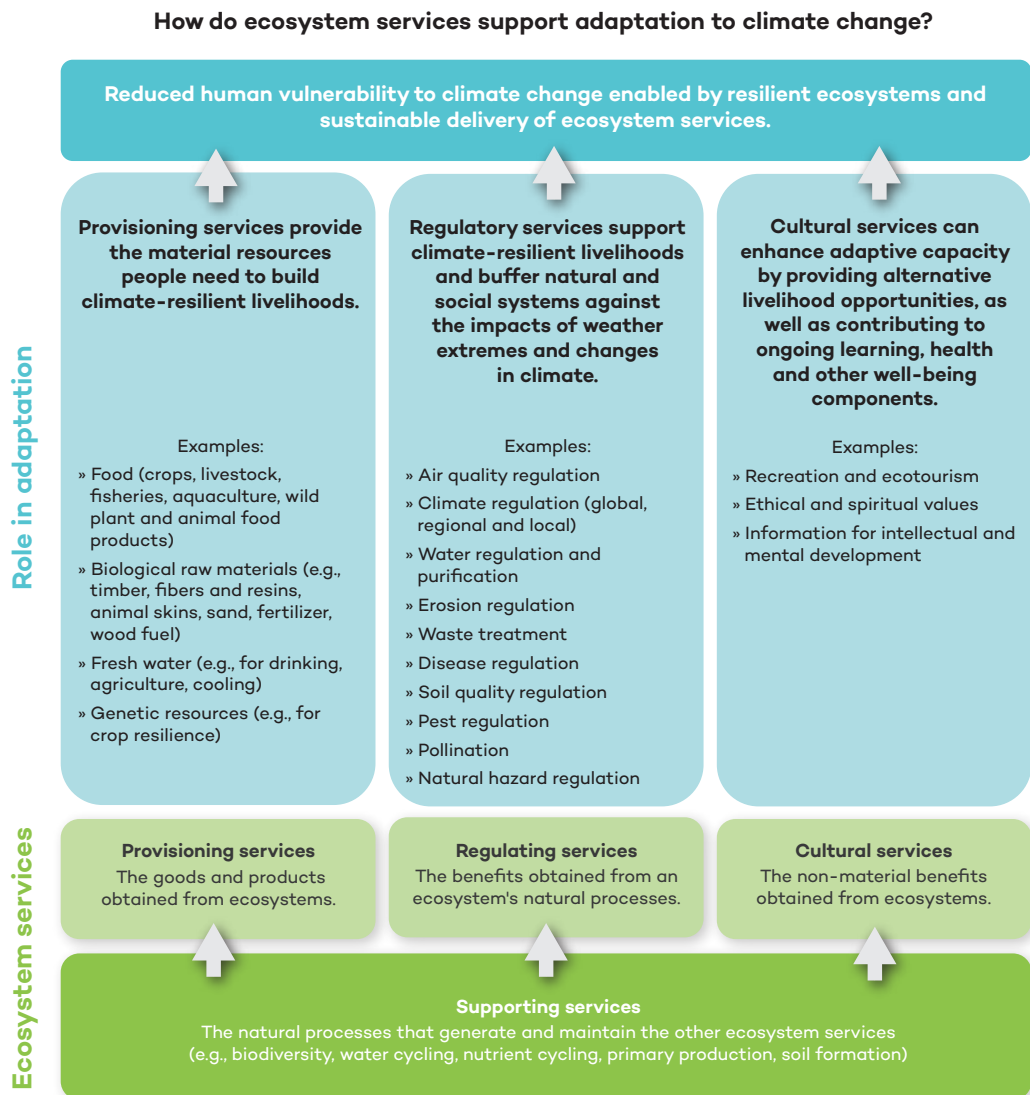 How do ecosystem services support adaptation to climate change?
Reduced human vulnerability to climate change enabled by resilient ecosystems and
sustainable delivery of ecosystem services.
Role in adaptation
Provisioning services provide
the material resources
people need to build
climate-resilient livelihoods.
Examples:
» Food (crops, livestock,
fisheries, aquaculture, wild
plant and animal food
products)
» Biological raw materials (e.g.,
timber, fibers and resins,
animal skins, sand, fertilizer,
wood fuel)
» Fresh water (e.g., for drinking,
agriculture, cooling)
» Genetic resources (e.g., for
crop resilience)
Regulatory services support
climate-resilient livelihoods
and buffer natural and
social systems against
the impacts of weather
extremes and changes
in climate.
Examples:
» Air quality regulation
» Climate regulation (global,
regional and local)
» Water regulation and
purification
» Erosion regulation
» Waste treatment
» Disease regulation
» Soil quality regulation
» Pest regulation
» Pollination
» Natural hazard regulation
Cultural services can
enhance adaptive capacity
by providing alternative
livelihood opportunities, as
well as contributing to
ongoing learning, health
and other well-being
components.
Examples:
» Recreation and ecotourism
» Ethical and spiritual values
» Information for intellectual and
mental development
Ecosystem services
Provisioning services
The goods and products
obtained from ecosystems.
Regulating services
The benefits obtained from an
ecosystem's natural processes.
Cultural services
The non-material benefits
obtained from ecosystems.
Supporting services
The natural processes that generate and maintain the other ecosystem services
(e.g., biodiversity, water cycling, nutrient cycling, primary production, soil formation)